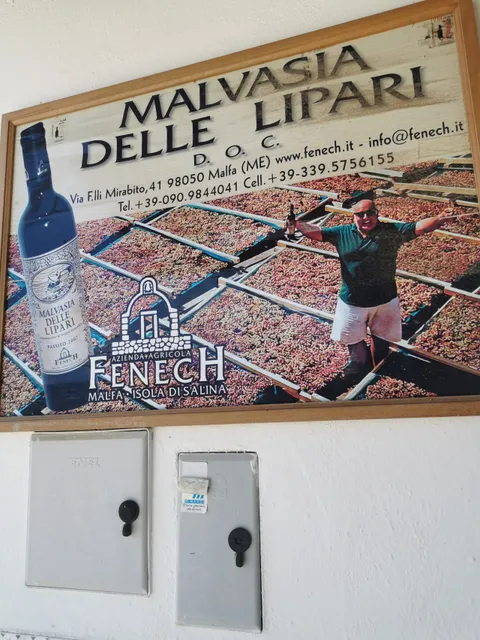 MALVASIA
DELLE LIPARI
D. O. C.
Via F.lli Mirabito, 41 98050 Malfa (ME) www.fenech.it - info@fenech.it
Tel. +39-090.9844041 Cell. +39-339.5756155
MALVASIA
DELLE
LIPARI
FENECH
AZIENDA•AGRICOLA
FENECH
MALFA - ISOLA DI SALINA